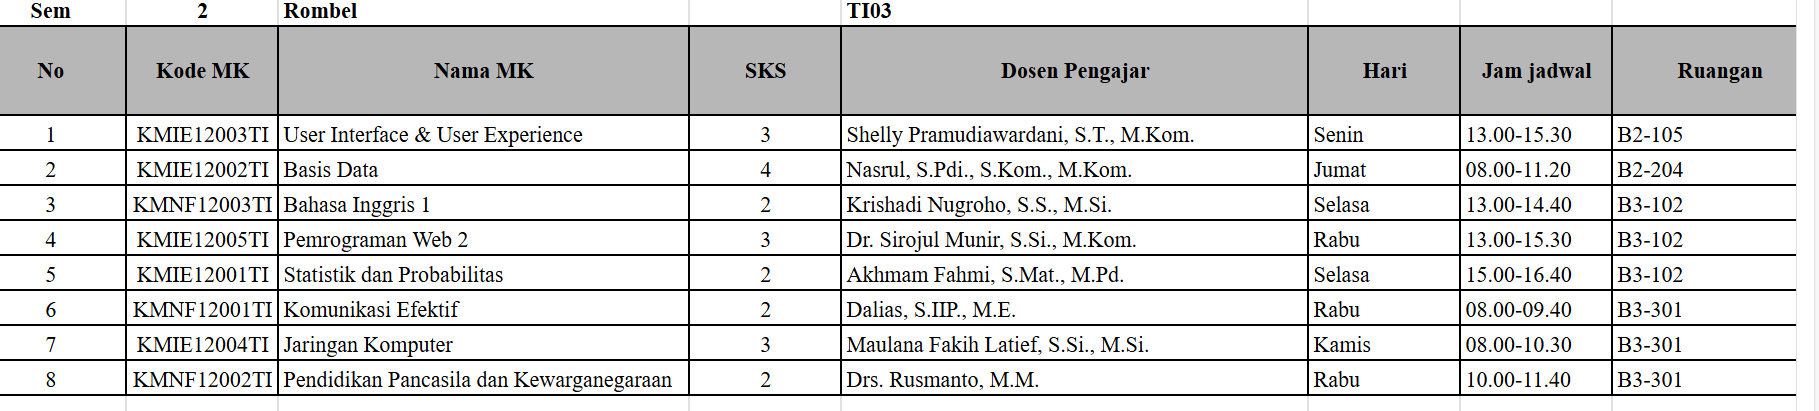 Sem 2 Rombel TI03
No Kode MK Nama MK SKS Dosen Pengajar Hari Jam jadwal Ruangan
1 KMIE12003TI User Interface & User Experience 3 Shelly Pramudiawardani, S.T., M.Kom. Senin 13.00-15.30 B2-105
2 KMIE12002TI Basis Data 4 Nasrul, S.Pdi., S.Kom., M.Kom. Jumat 08.00-11.20 B2-204
3 KMNF12003TI Bahasa Inggris 1 2 Krishadi Nugroho, S.S., M.Si. Selasa 13.00-14.40 B3-102
4 KMIE12005TI Pemrograman Web 2 3 Dr. Sirojul Munir, S.Si., M.Kom. Rabu 13.00-15.30 B3-102
5 KMIE12001TI Statistik dan Probabilitas 2 Akhmam Fahmi, S.Mat., M.Pd. Selasa 15.00-16.40 B3-102
6 KMNF12001TI Komunikasi Efektif 2 Dalias, S.IIP., M.E. Rabu 08.00-09.40 B3-301
7 KMIE12004TI Jaringan Komputer 3 Maulana Fakih Latief, S.Si., M.Si. Kamis 08.00-10.30 B3-301
8 KMNF12002TI Pendidikan Pancasila dan Kewarganegaraan 2 Drs. Rusmanto, M.M. Rabu 10.00-11.40 B3-301